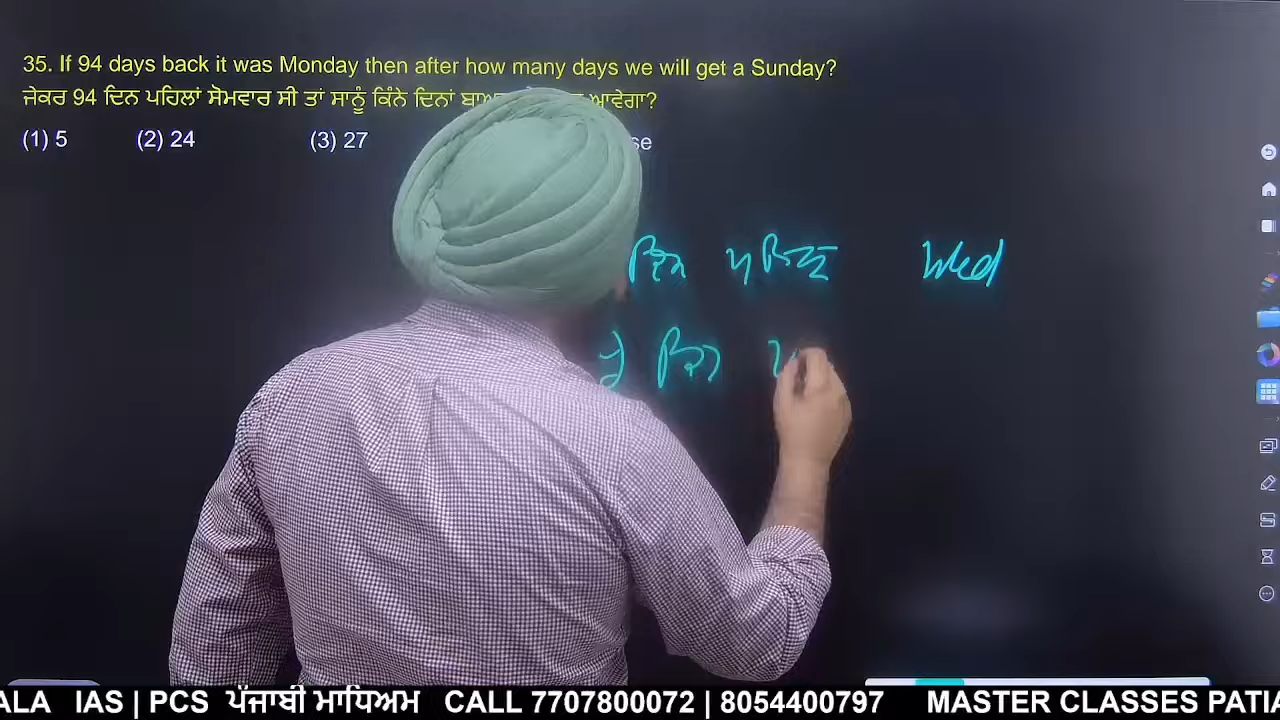 35. If 94 days back it was Monday then after how many days we will get a Sunday?
ਜੇਕਰ 94 ਦਿਨ ਪਹਿਲਾਂ ਸੋਮਵਾਰ ਸੀ ਤਾਂ ਸਾਨੂੰ ਕਿੰਨੇ ਦਿਨਾਂ ਆਵੇਗਾ?
(1) 5 (2) 24 (3) 27 se
Wed
ALA IAS | PCS ਪੰਜਾਬੀ ਮਾਧਿਅਮ CALL 7707800072 | 8054400797 MASTER CLASSES PATIA